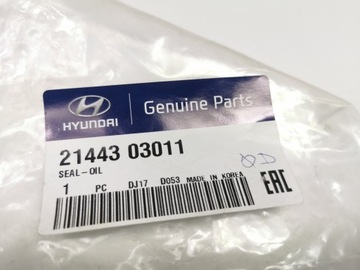 HYUNDAI
Genuine Parts
21443 03011
SEAL-OIL
1 PC DJ17 D053 MADE IN KOREA
EAC